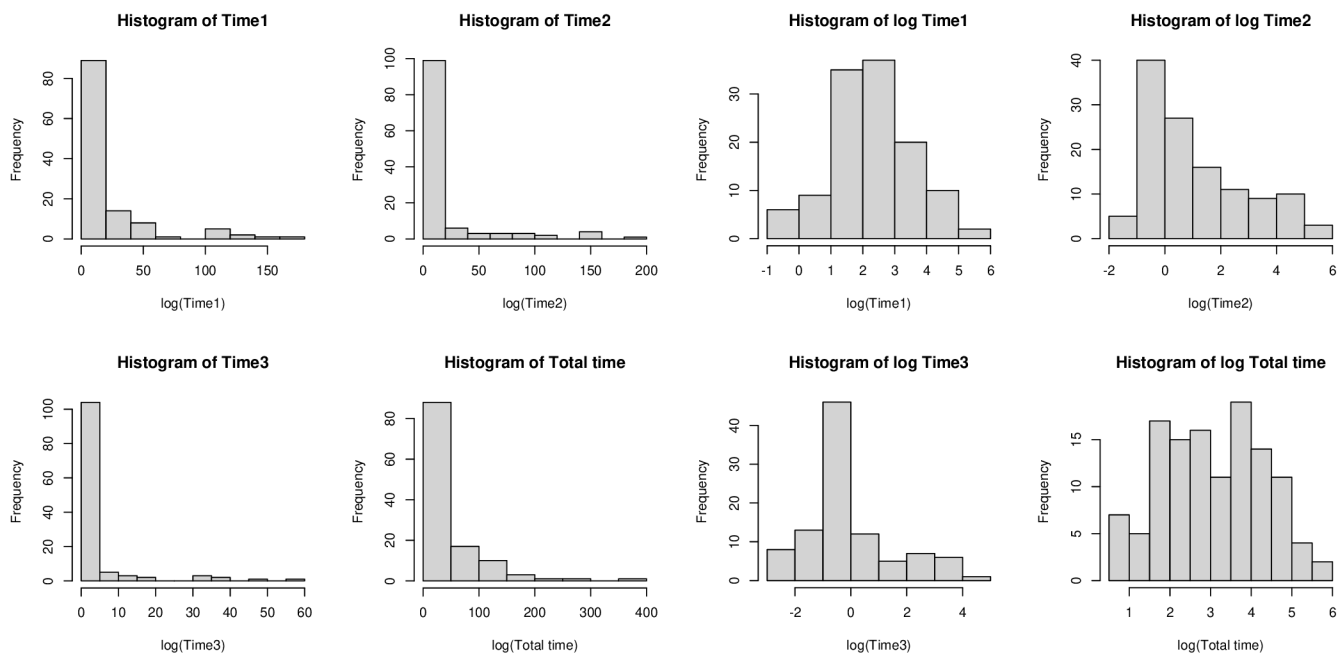 Histogram of Time1
Frequency
0 20 40 60 80
0 50 100 150
log(Time1)
Histogram of Time2
Frequency
0 20 40 60 80 100
0 50 100 150 200
log(Time2)
Histogram of log Time1
Frequency
0 10 20 30
-1 0 1 2 3 4 5 6
log(Time1)
Histogram of log Time2
Frequency
0 10 20 30 40
-2 0 2 4 6
log(Time2)
Histogram of Time3
Frequency
0 20 40 60 80 100
0 10 20 30 40 50 60
log(Time3)
Histogram of Total time
Frequency
0 20 40 60 80
0 100 200 300 400
log(Total time)
Histogram of log Time3
Frequency
0 10 20 30 40
-2 0 2 4
log(Time3)
Histogram of log Total time
Frequency
0 5 10 15
1 2 3 4 5 6
log(Total time)